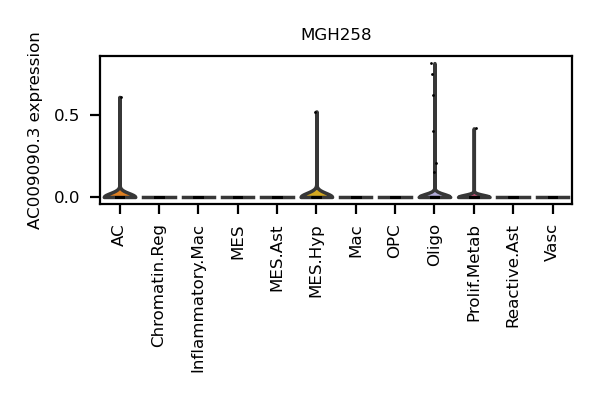 MGH258
AC009090.3 expression
0.5
0.0
AC
Chromatin.Reg
Inflammatory.Mac
MES
MES.Ast
MES.Hyp
Mac
OPC
Oligo
Prolif.Metab
Reactive.Ast
Vasc